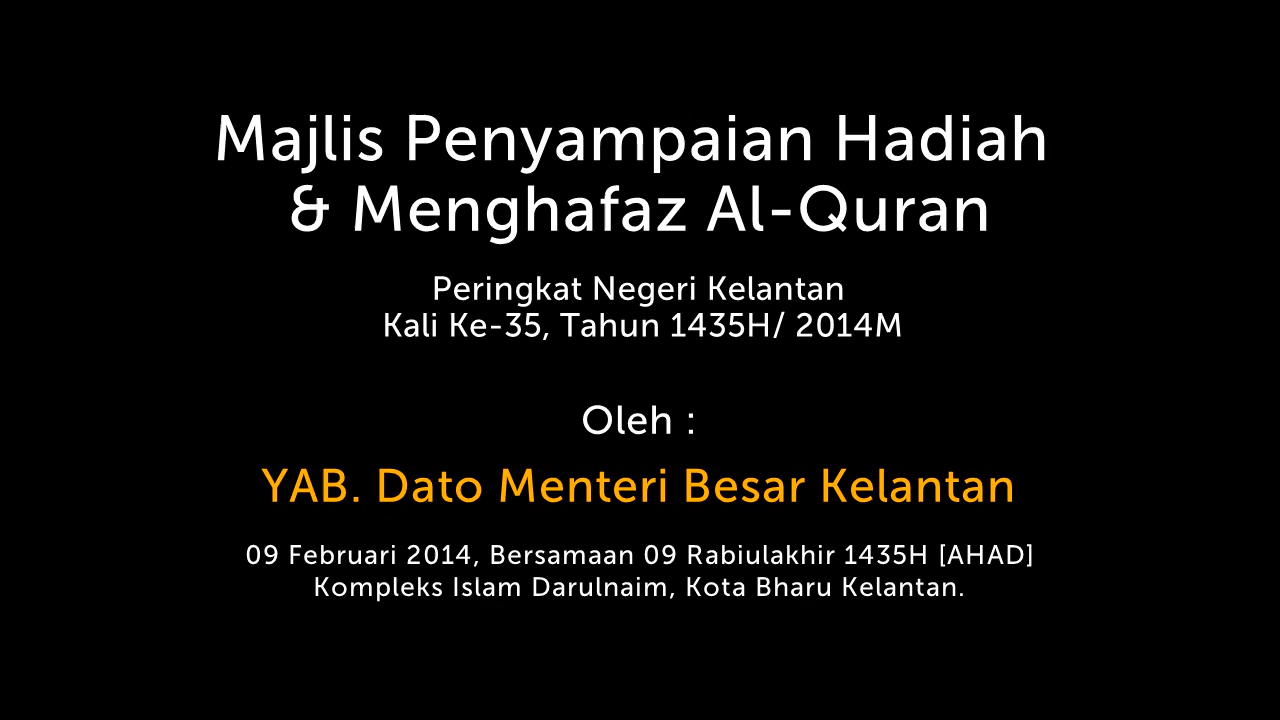 Majlis Penyampaian Hadiah
& Menghafaz Al-Quran
Peringkat Negeri Kelantan
Kali Ke-35, Tahun 1435H/ 2014M
Oleh :
YAB. Dato Menteri Besar Kelantan
09 Februari 2014, Bersamaan 09 Rabiulakhir 1435H [AHAD]
Kompleks Islam Darulnaim, Kota Bharu Kelantan.